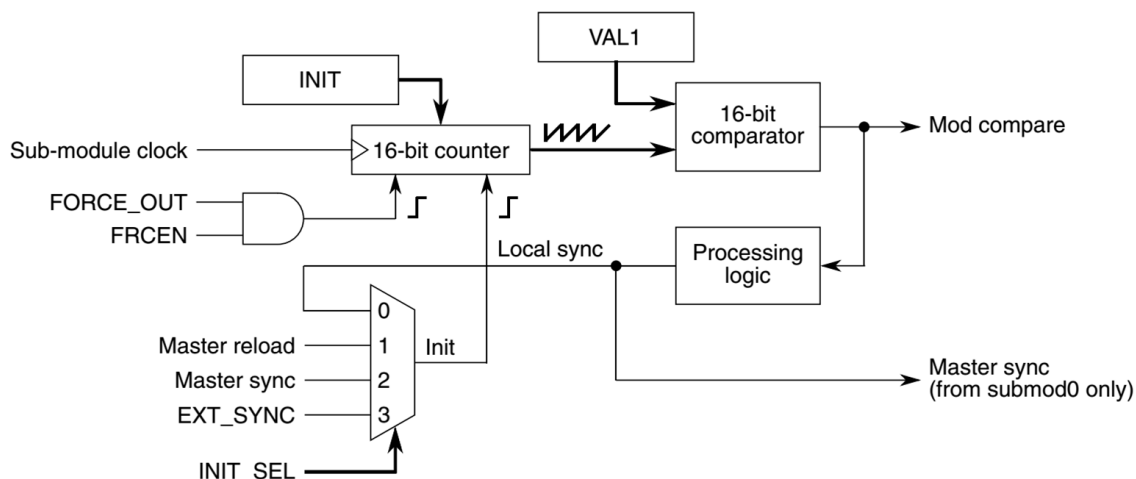 VAL1
INIT
16-bit
comparator
Mod compare
Sub-module clock
16-bit counter
FORCE_OUT
FRCEN
Local sync
Processing
logic
0
Master reload
1
Init
Master sync
2
Master sync
(from submod0 only)
EXT_SYNC
3
INIT_SEL